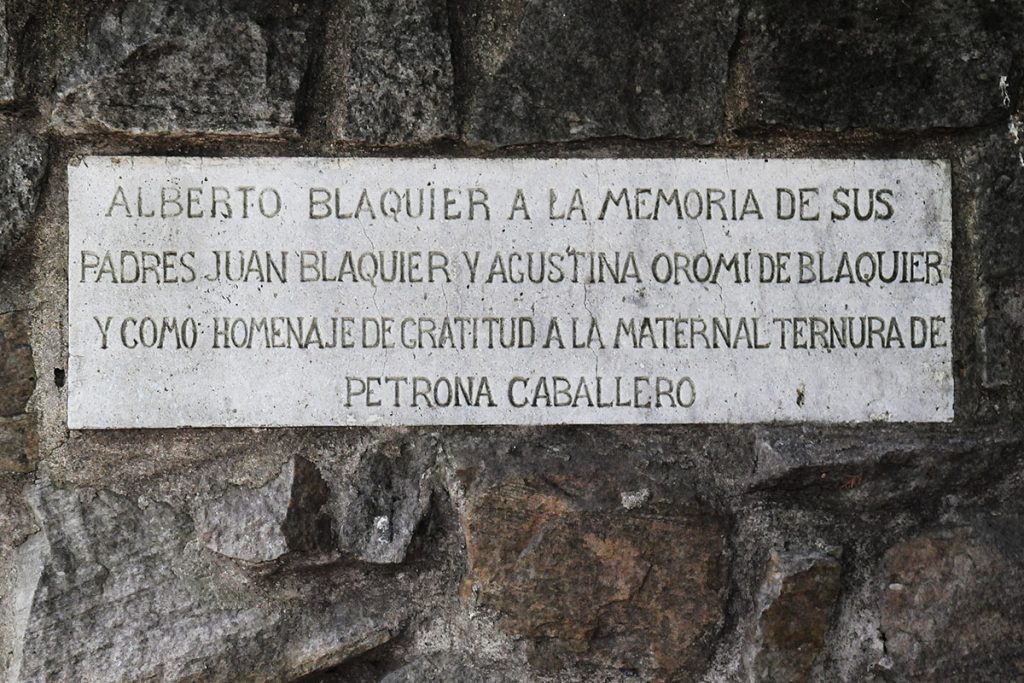 ALBERTO BLAQUIER A LA MEMORIA DE SUS
PADRES JUAN BLAQUIER Y AGUSTINA OROMÍ DE BLAQUIER
Y COMO HOMENAJE DE GRATITUD A LA MATERNAL TERNURA DE
PETRONA CABALLERO